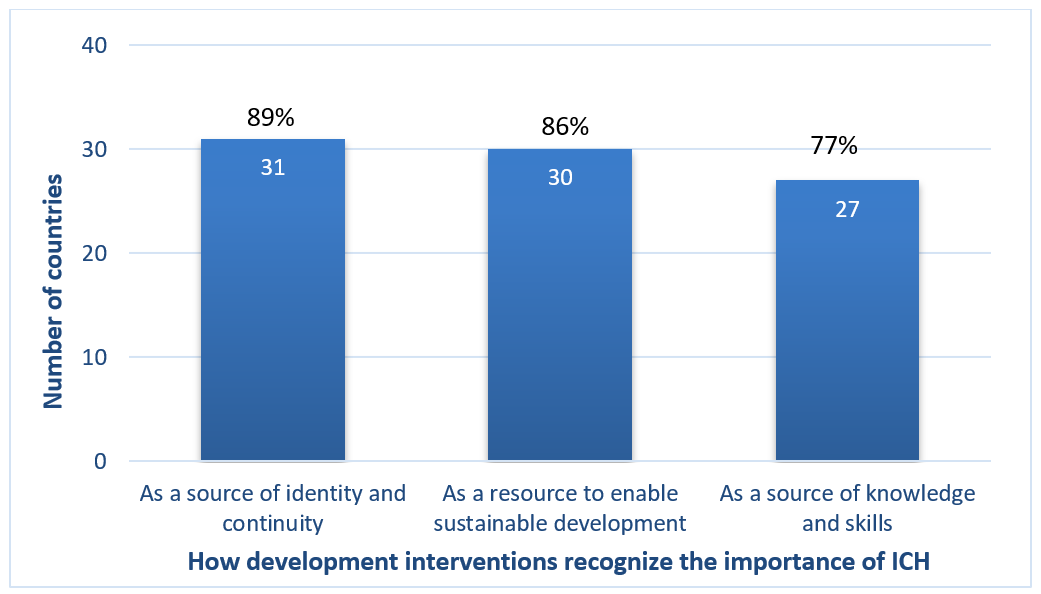 40
89%
86%
77%
30
31
30
27
20
10
0
Number of countries
As a source of identity and
continuity
As a resource to enable
sustainable development
As a source of knowledge
and skills
How development interventions recognize the importance of ICH